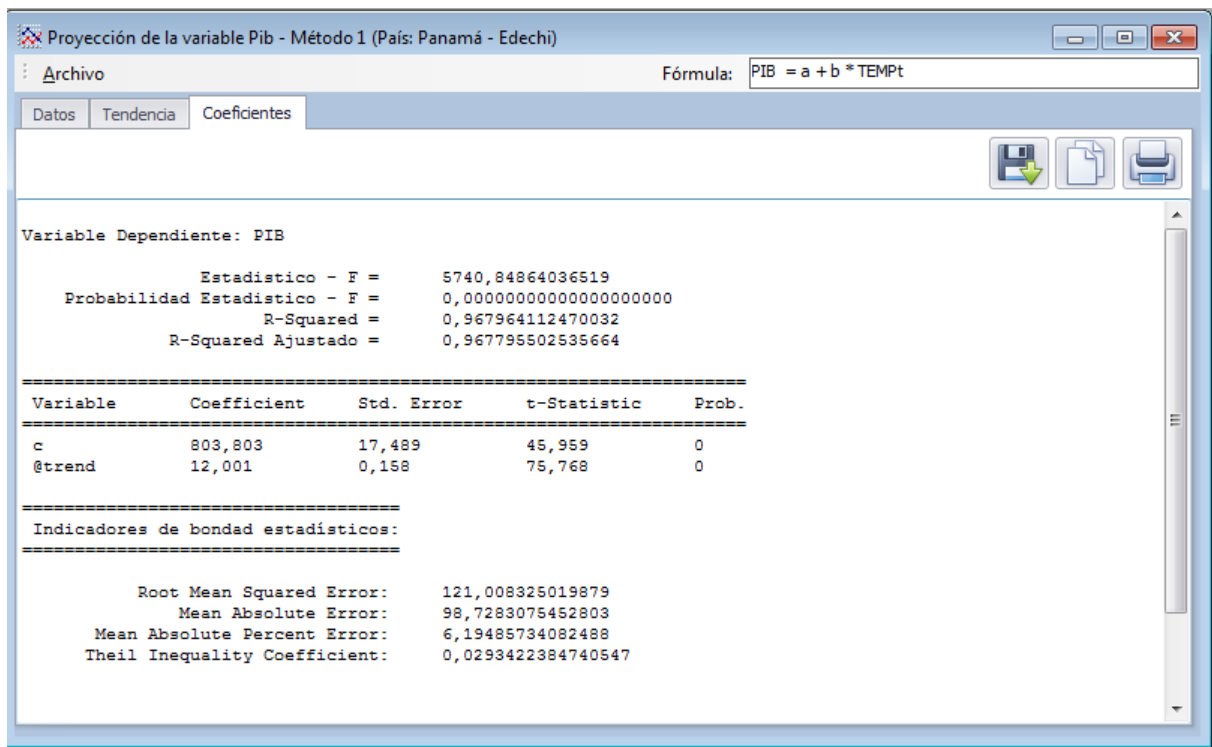 Proyección de la variable Pib - Método 1 (País: Panamá - Edechi)
Archivo Fórmula: PIB = a + b * TEMPt
Datos Tendencia Coeficientes
Variable Dependiente: PIB
Estadistico - F = 5740,84864036519
Probabilidad Estadistico - F = 0,00000000000000000000
R-Squared = 0,967964112470032
R-Squared Ajustado = 0,967795502535664
=====================================================================
Variable Coefficient Std. Error t-Statistic Prob.
=====================================================================
c 803,803 17,489 45,959 0
@trend 12,001 0,158 75,768 0
====================================
Indicadores de bondad estadísticos:
====================================
Root Mean Squared Error: 121,008325019879
Mean Absolute Error: 98,7283075452803
Mean Absolute Percent Error: 6,19485734082488
Theil Inequality Coefficient: 0,0293422384740547